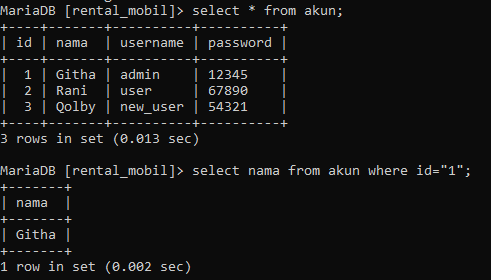 MariaDB [rental_mobil]> select * from akun;
+----+-------+----------+----------+
| id | nama  | username | password |
+----+-------+----------+----------+
|  1 | Githa | admin    | 12345    |
|  2 | Rani  | user     | 67890    |
|  3 | Qolby | new_user | 54321    |
+----+-------+----------+----------+
3 rows in set (0.013 sec)

MariaDB [rental_mobil]> select nama from akun where id="1";
+-------+
| nama  |
+-------+
| Githa |
+-------+
1 row in set (0.002 sec)